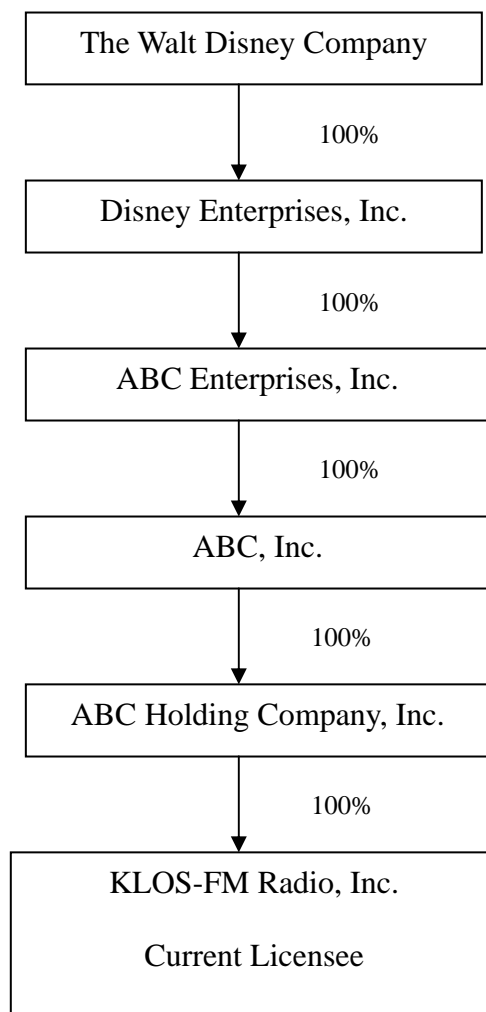 The Walt Disney Company
100%
Disney Enterprises, Inc.
100%
ABC Enterprises, Inc.
100%
ABC, Inc.
100%
ABC Holding Company, Inc.
100%
KLOS-FM Radio, Inc.
Current Licensee